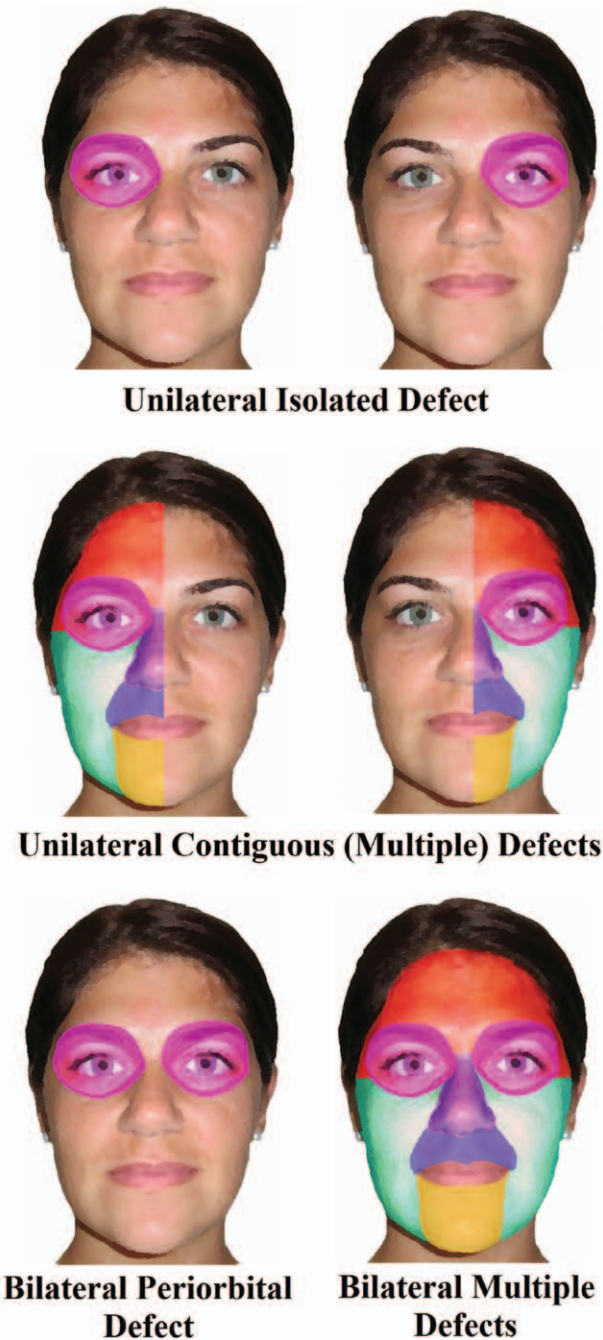 Unilateral Isolated Defect
Unilateral Contiguous (Multiple) Defects
Bilateral Periorbital
Defect
Bilateral Multiple
Defects